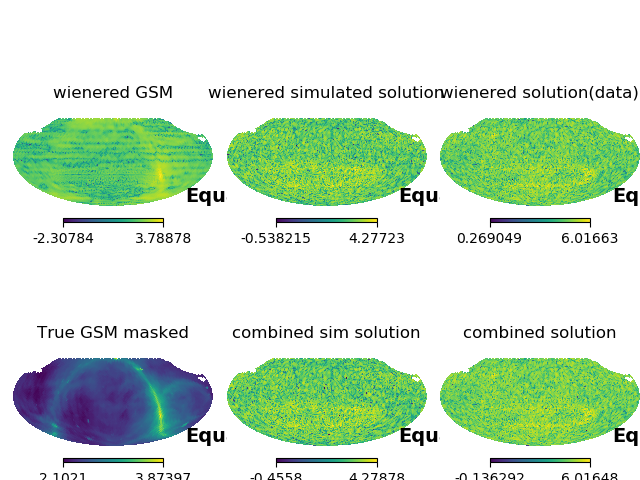 wienered GSM
wienered simulated solution
wienered solution(data)
Equ
Equ
Eq
-2.30784 3.78878
-0.538215 4.27723
0.269049 6.01663
True GSM masked
combined sim solution
combined solution
Equ
Equ
Eq
2.1021 3.87397
-0.4558 4.27878
-0.136292 6.01648